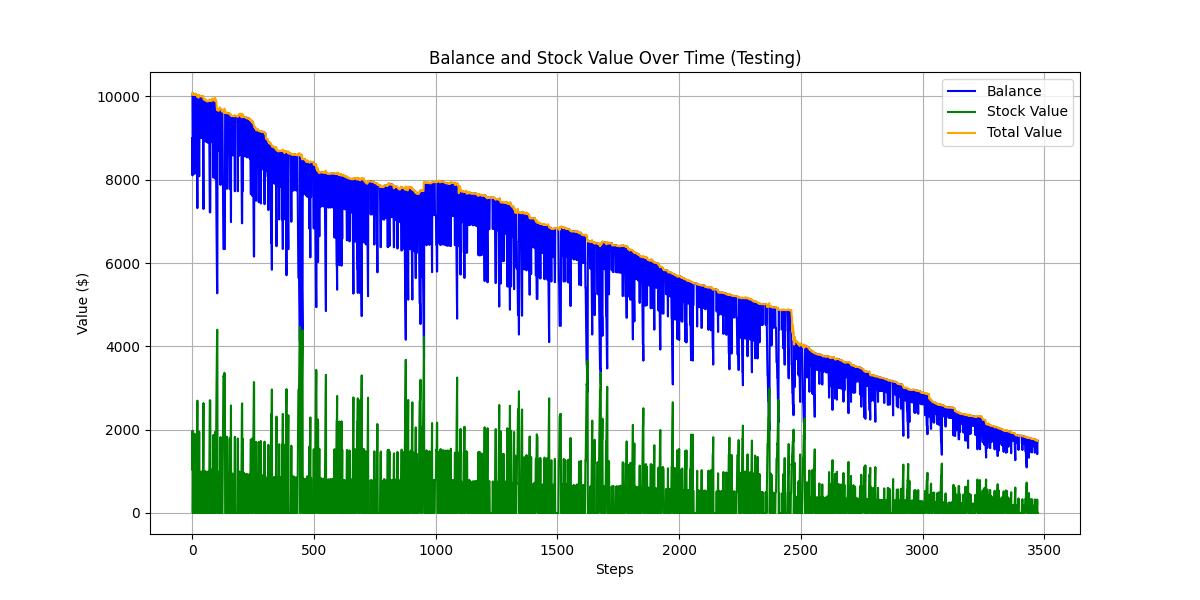 Balance and Stock Value Over Time (Testing)
Value ($)
10000
8000
6000
4000
2000
0
0 500 1000 1500 2000 2500 3000 3500
Steps
Balance
Stock Value
Total Value